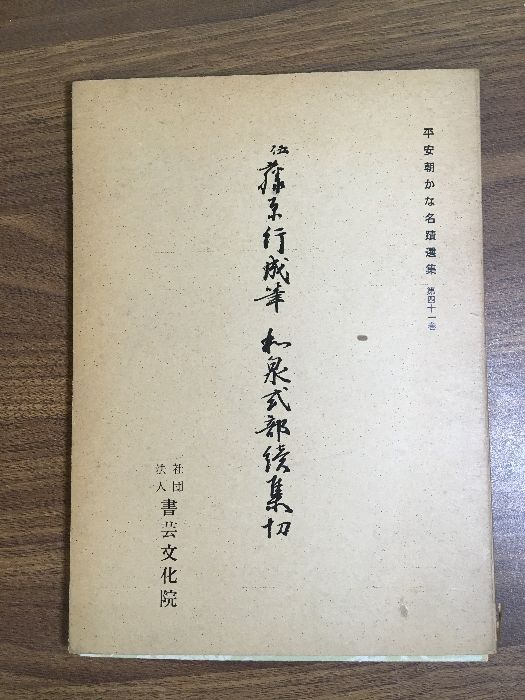 平安朝かな名蹟選集 第四十一巻
伝藤原行成筆 和泉式部続集切
社団法人 書芸文化院